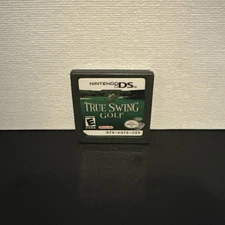 NINTENDO DS
TRUE SWING
GOLF
E